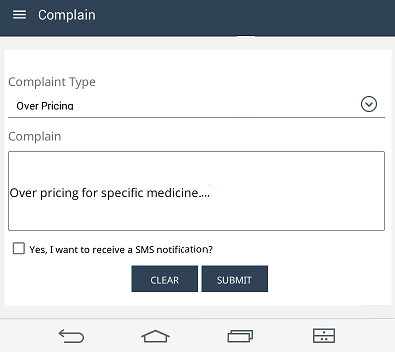 Complain
Complaint Type
Over Pricing
Complain
Over pricing for specific medicine....
Yes, I want to receive a SMS notification?
CLEAR SUBMIT